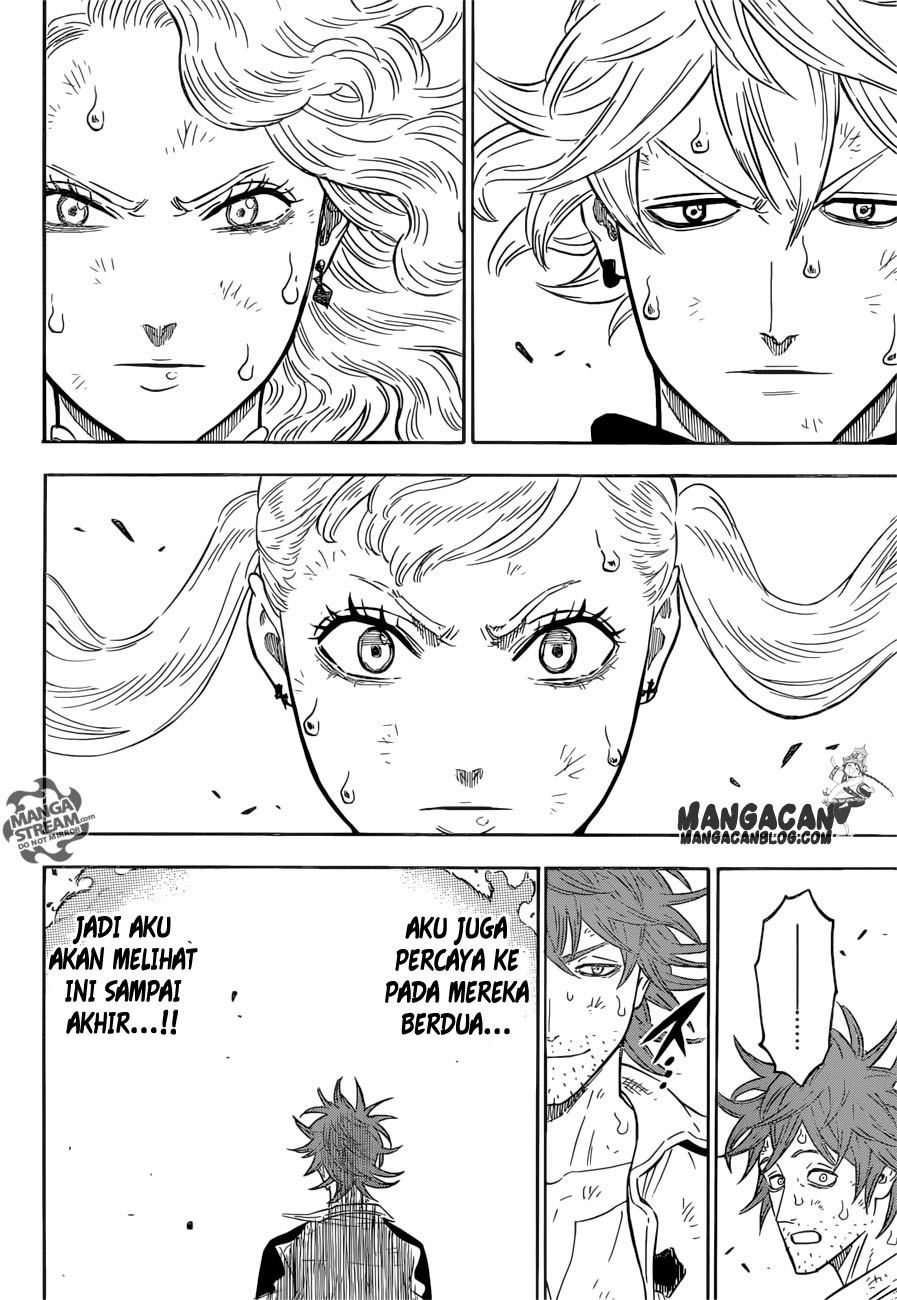 MANGA
STREAM.com
DO NOT MIRROR
MANGACAN
MANGACANBLOG.COM
...........
AKU JUGA
PERCAYA KE
PADA MEREKA
BERDUA...
JADI AKU
AKAN MELIHAT
INI SAMPAI
AKHIR...!!